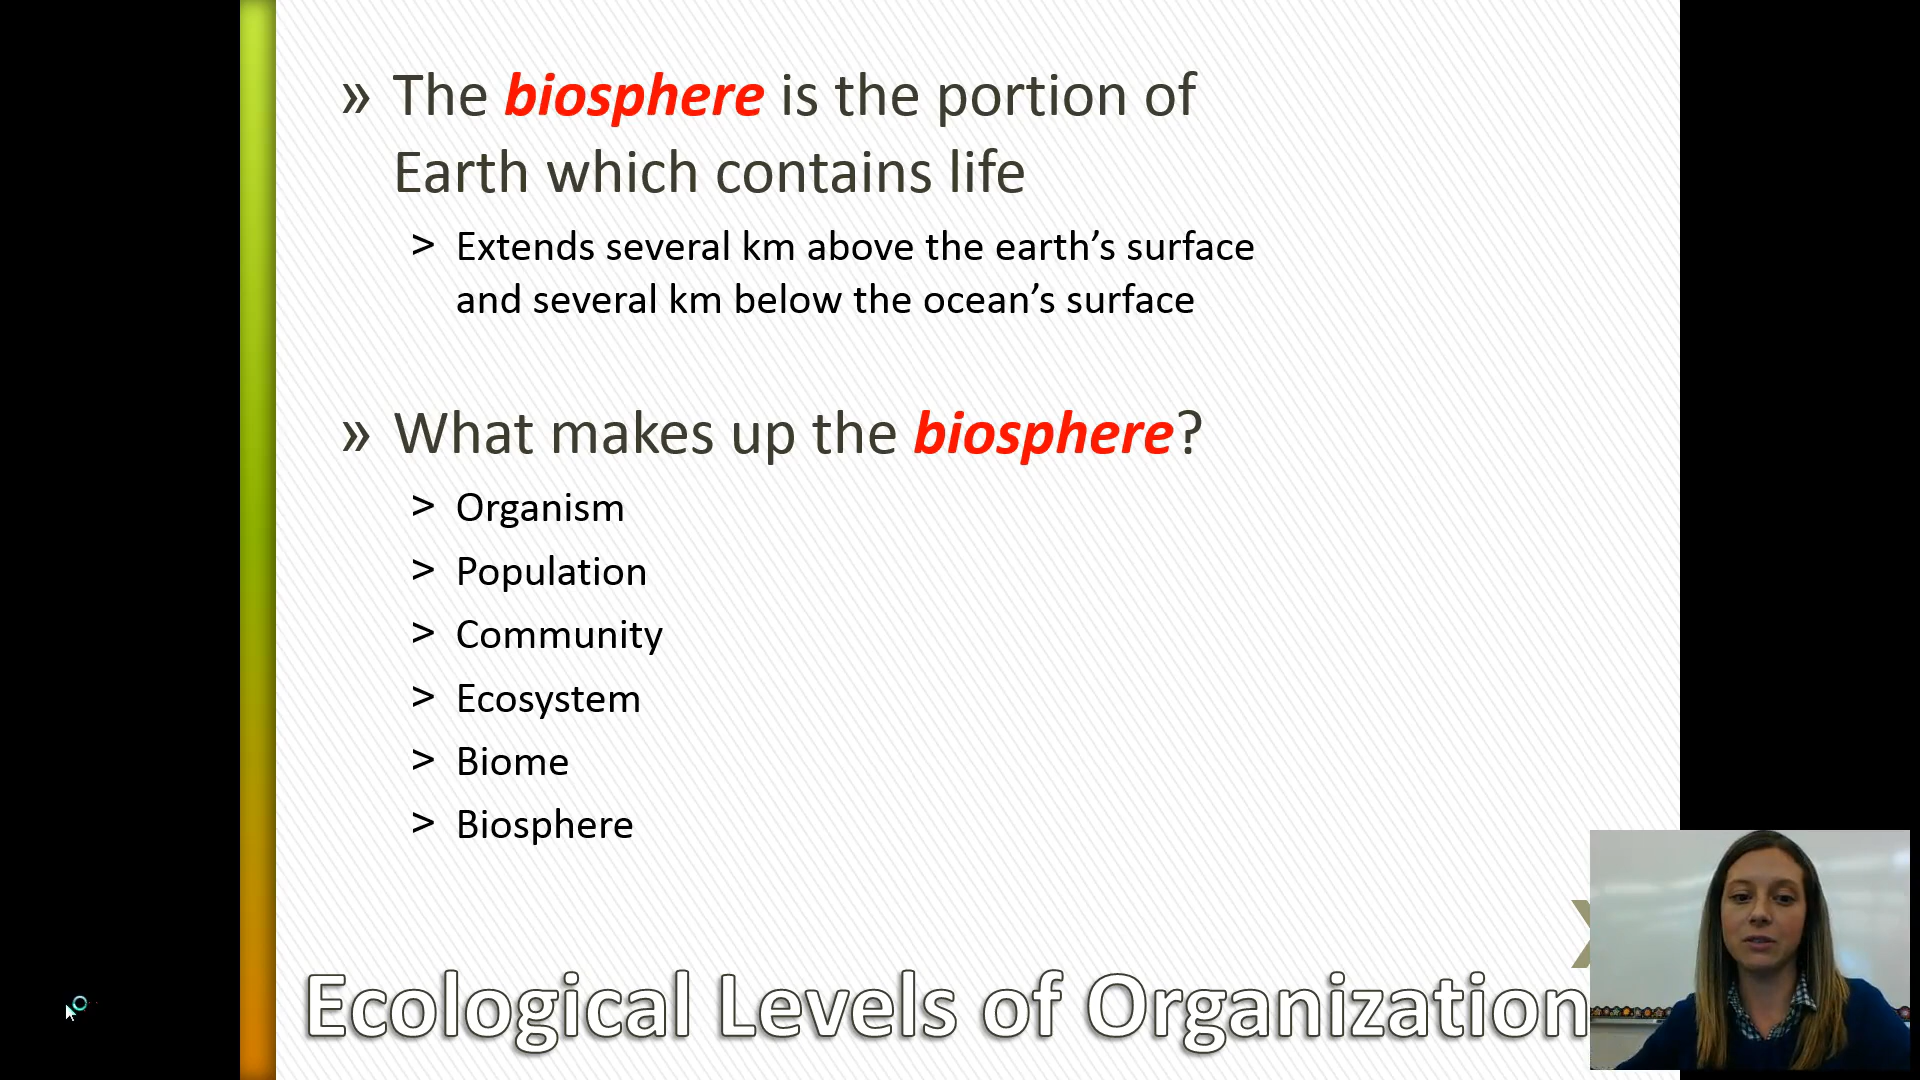 » The biosphere is the portion of
Earth which contains life
> Extends several km above the earth’s surface
and several km below the ocean’s surface
» What makes up the biosphere?
> Organism
> Population
> Community
> Ecosystem
> Biome
> Biosphere
Ecological Levels of Organization